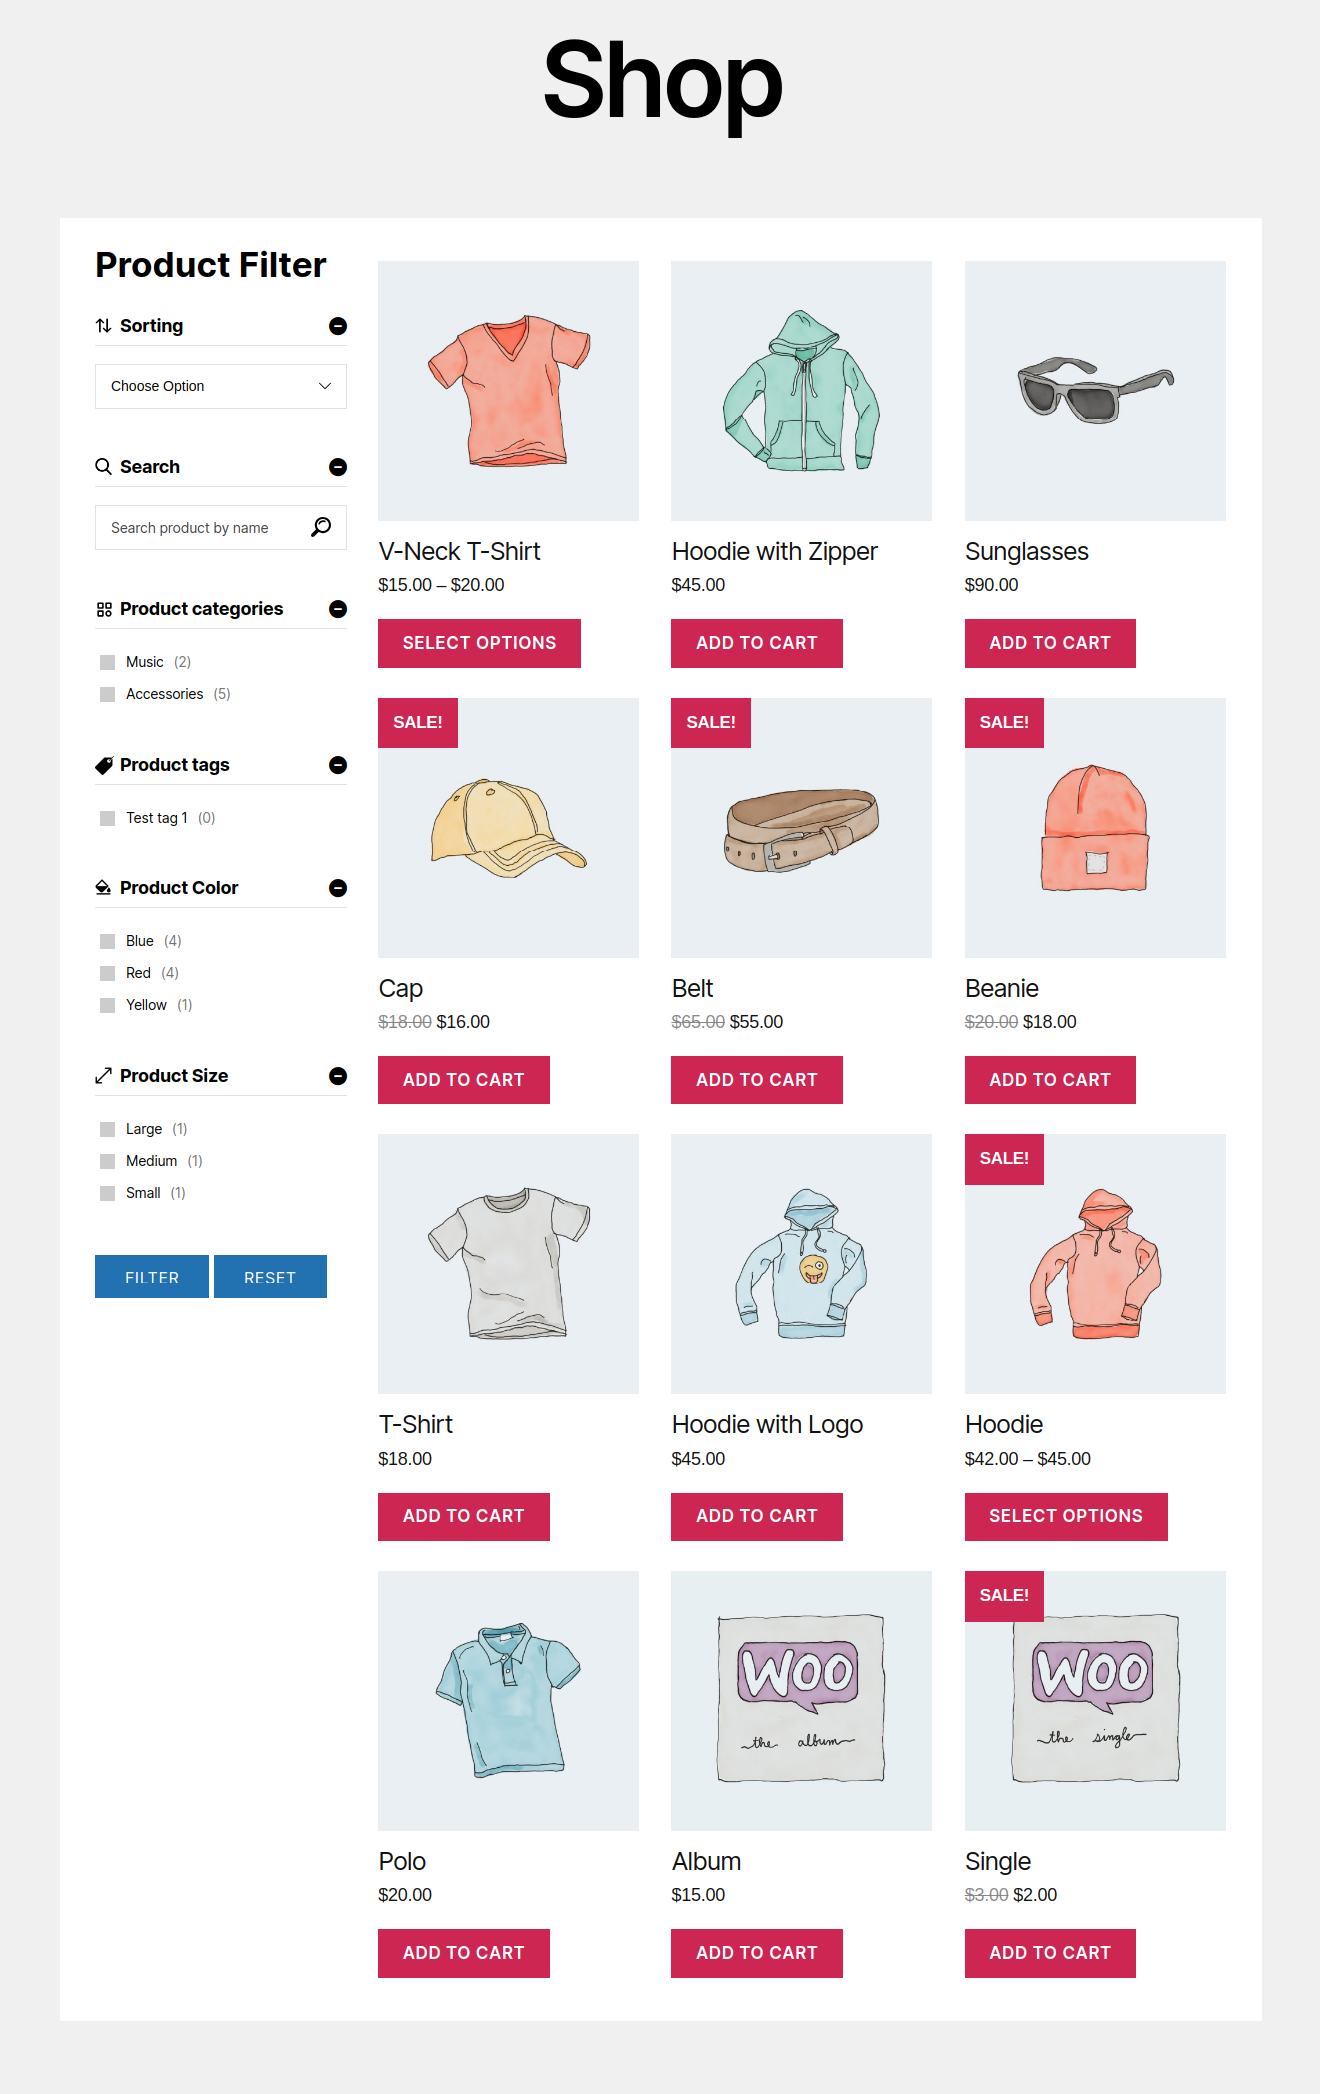 Shop
Product Filter
Sorting
Choose Option
Search
Search product by name
Product categories
Music (2)
Accessories (5)
Product tags
Test tag 1 (0)
Product Color
Blue (4)
Red (4)
Yellow (1)
Product Size
Large (1)
Medium (1)
Small (1)
FILTER RESET
V-Neck T-Shirt
$15.00 – $20.00
SELECT OPTIONS
Hoodie with Zipper
$45.00
ADD TO CART
Sunglasses
$90.00
ADD TO CART
SALE!
Cap
$18.00 $16.00
ADD TO CART
SALE!
Belt
$65.00 $55.00
ADD TO CART
SALE!
Beanie
$20.00 $18.00
ADD TO CART
T-Shirt
$18.00
ADD TO CART
Hoodie with Logo
$45.00
ADD TO CART
SALE!
Hoodie
$42.00 – $45.00
SELECT OPTIONS
Polo
$20.00
ADD TO CART
WOO
the album
Album
$15.00
ADD TO CART
SALE!
WOO
the single
Single
$3.00 $2.00
ADD TO CART